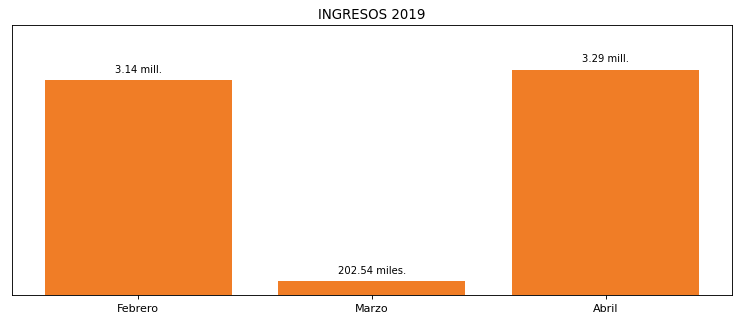 INGRESOS 2019
3.14 mill.
202.54 miles.
3.29 mill.
Febrero
Marzo
Abril